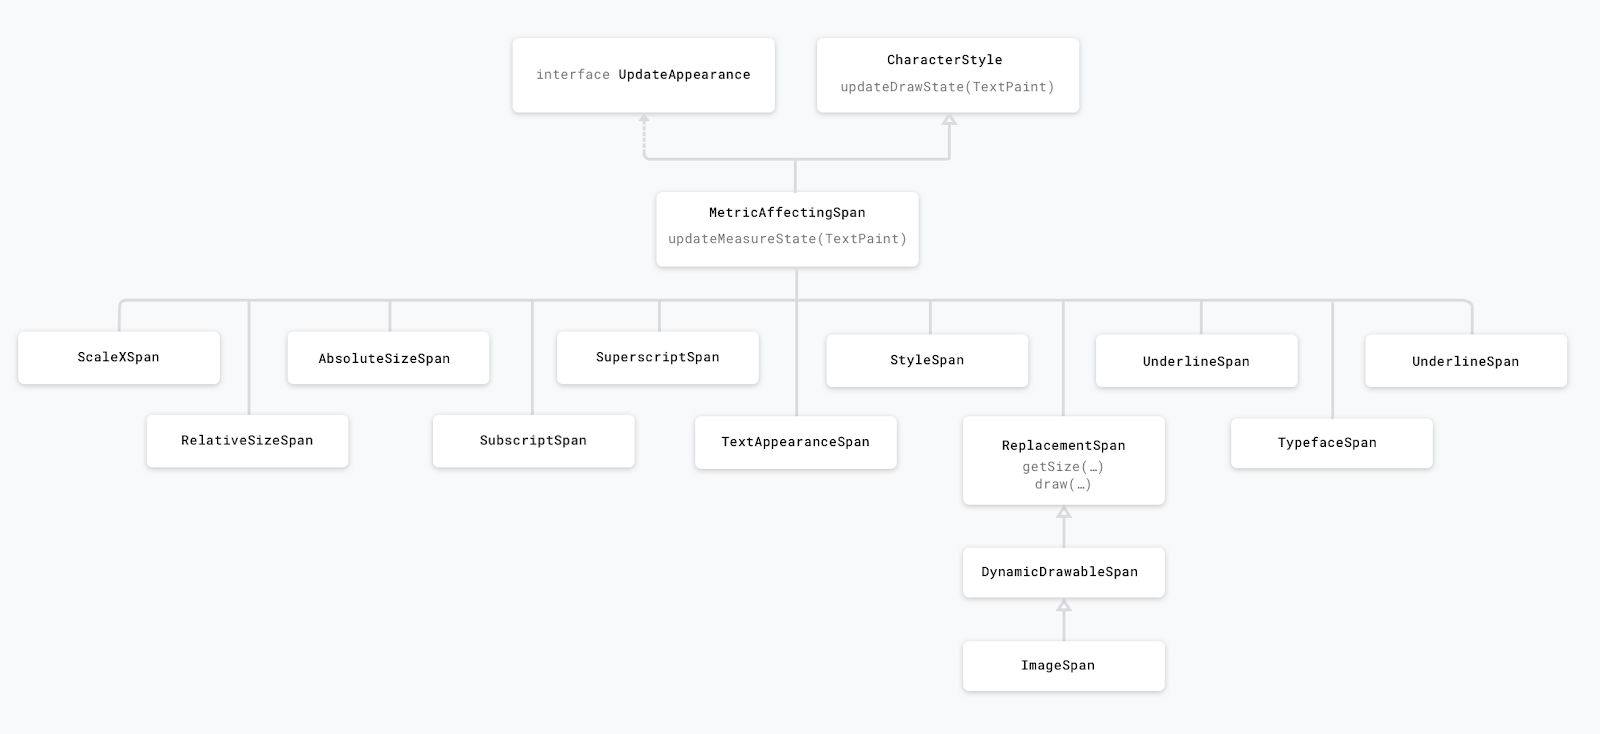 interface UpdateAppearance
CharacterStyle
updateDrawState(TextPaint)
MetricAffectingSpan
updateMeasureState(TextPaint)
ScaleXSpan
AbsoluteSizeSpan
SuperscriptSpan
StyleSpan
UnderlineSpan
UnderlineSpan
RelativeSizeSpan
SubscriptSpan
TextAppearanceSpan
ReplacementSpan
getSize(…)
draw(…)
TypefaceSpan
DynamicDrawableSpan
ImageSpan